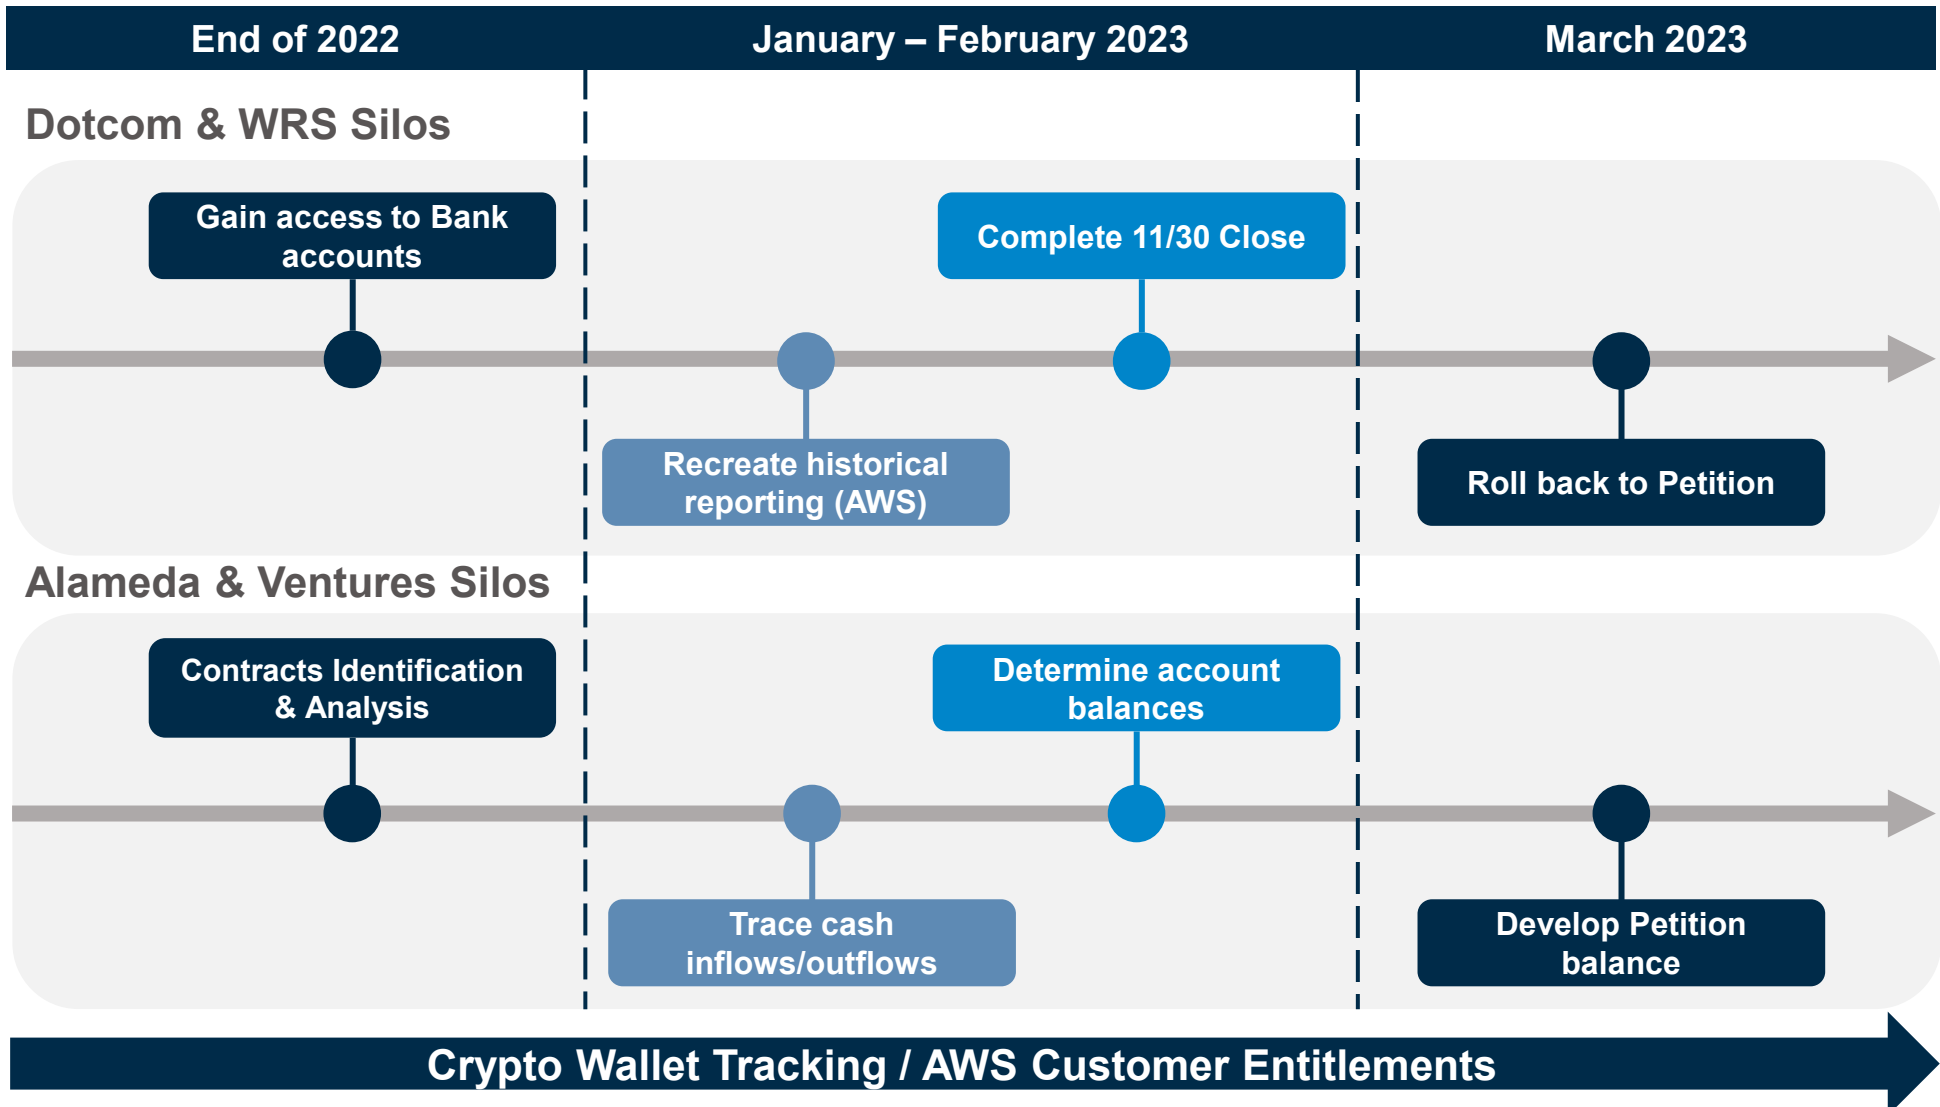 End of 2022
January – February 2023
March 2023
Dotcom & WRS Silos
Gain access to Bank
accounts
Complete 11/30 Close
Recreate historical
reporting (AWS)
Roll back to Petition
Alameda & Ventures Silos
Contracts Identification
& Analysis
Determine account
balances
Trace cash
inflows/outflows
Develop Petition
balance
Crypto Wallet Tracking / AWS Customer Entitlements